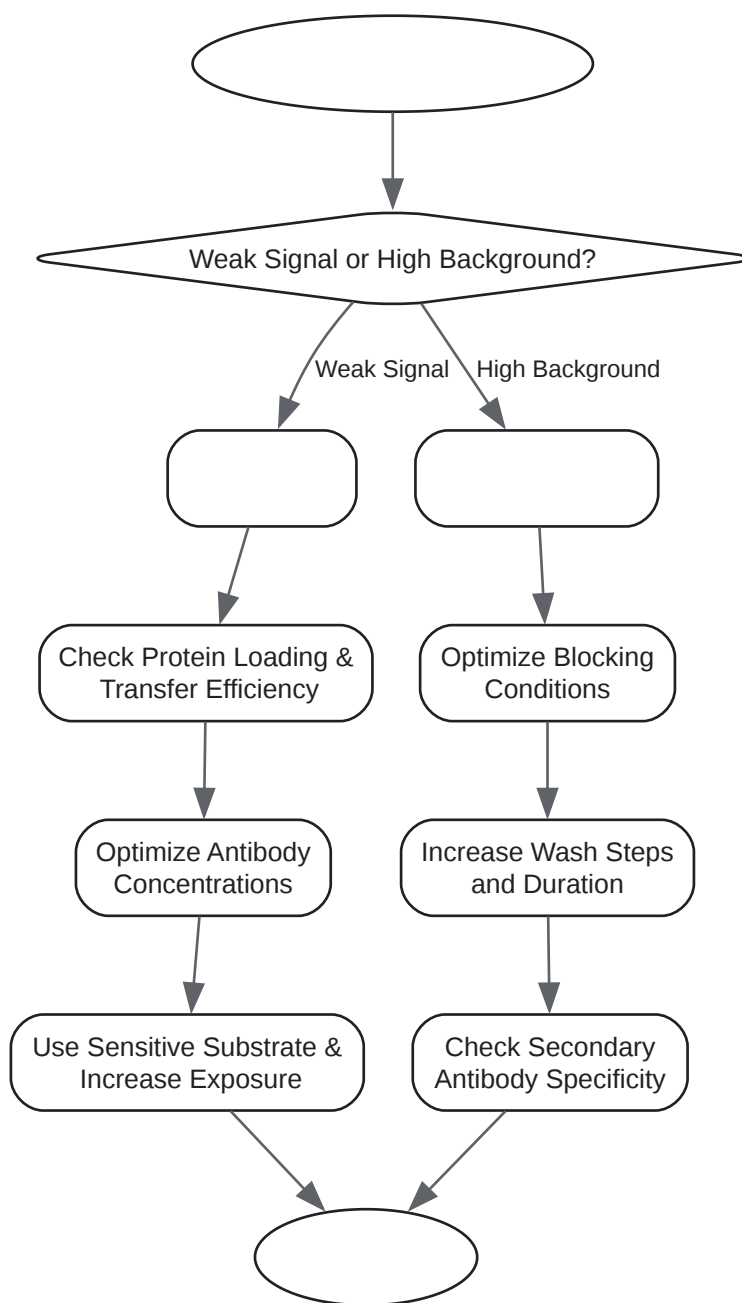 Weak Signal or High Background?
Weak Signal
High Background
Check Protein Loading &
Transfer Efficiency
Optimize Blocking
Conditions
Optimize Antibody
Concentrations
Increase Wash Steps
and Duration
Use Sensitive Substrate &
Increase Exposure
Check Secondary
Antibody Specificity